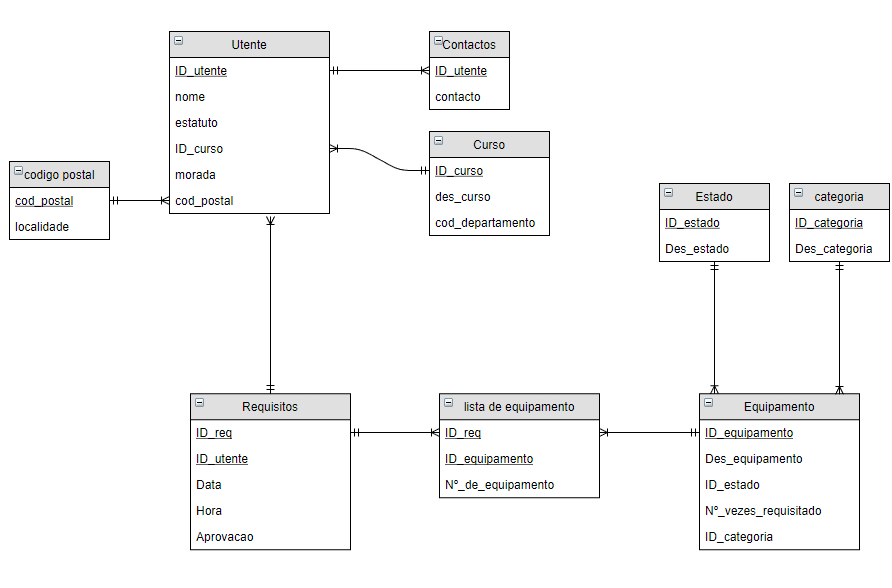 Utente
ID_utente
nome
estatuto
ID_curso
morada
cod_postal
Contactos
ID_utente
contacto
Curso
ID_curso
des_curso
cod_departamento
codigo postal
cod_postal
localidade
Estado
ID_estado
Des_estado
categoria
ID_categoria
Des_categoria
Requisitos
ID_req
ID_utente
Data
Hora
Aprovacao
lista de equipamento
ID_req
ID_equipamento
Nº_de_equipamento
Equipamento
ID_equipamento
Des_equipamento
ID_estado
Nº_vezes_requisitado
ID_categoria